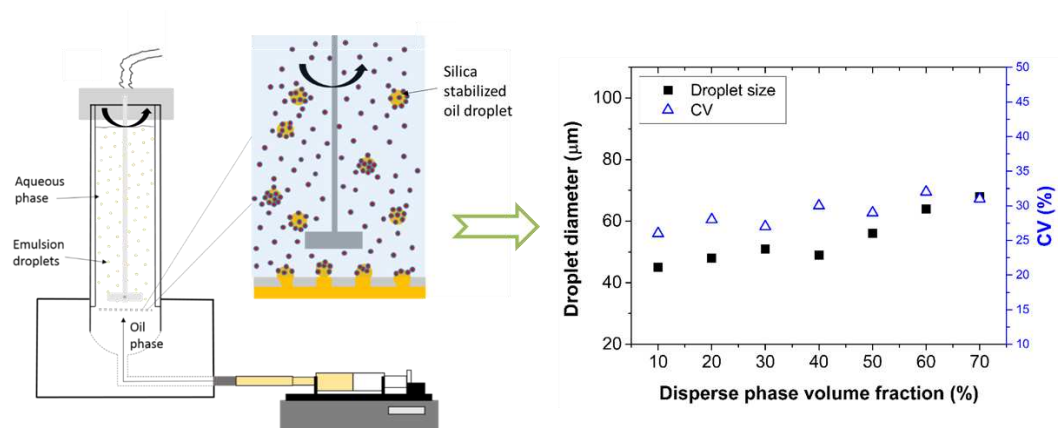 Aqueous
phase
Emulsion
droplets
Oil
phase
Silica
stabilized
oil droplet
Droplet diameter (μm)
100
80
60
40
20
Droplet size
CV
50
45
40
35
30
25
20
15
10
CV (%)
10 20 30 40 50 60 70
Disperse phase volume fraction (%)